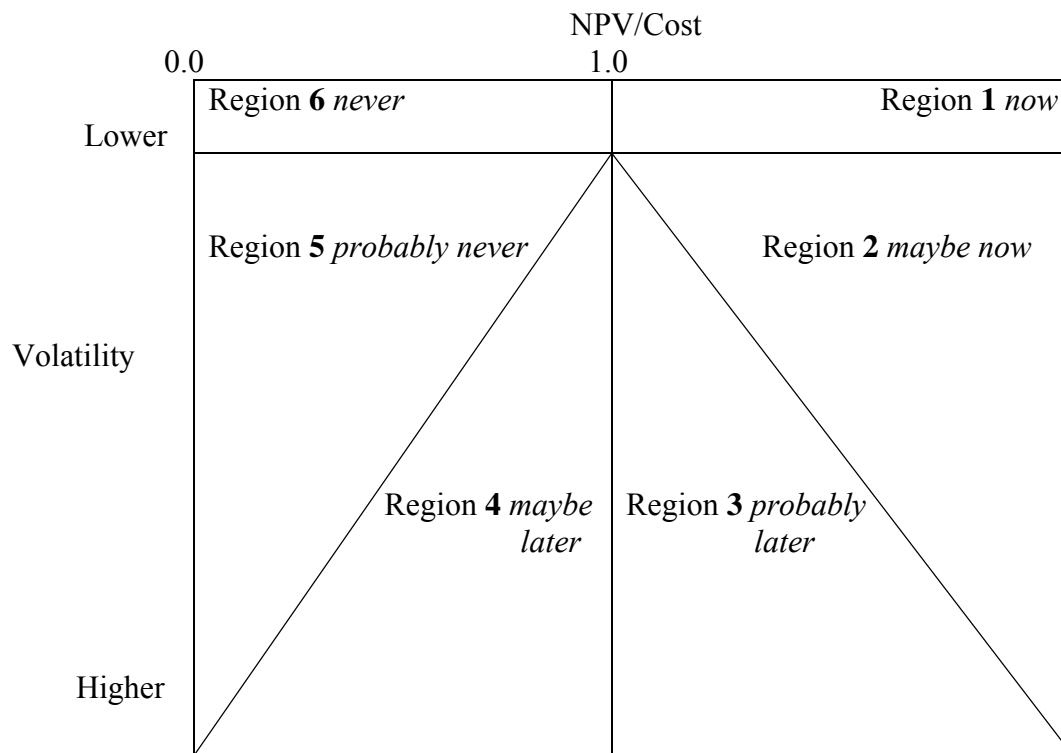 NPV/Cost
0.0
1.0
Region 6 never
Region 1 now
Lower
Region 5 probably never
Region 2 maybe now
Volatility
Region 4 maybe
later
Region 3 probably
later
Higher